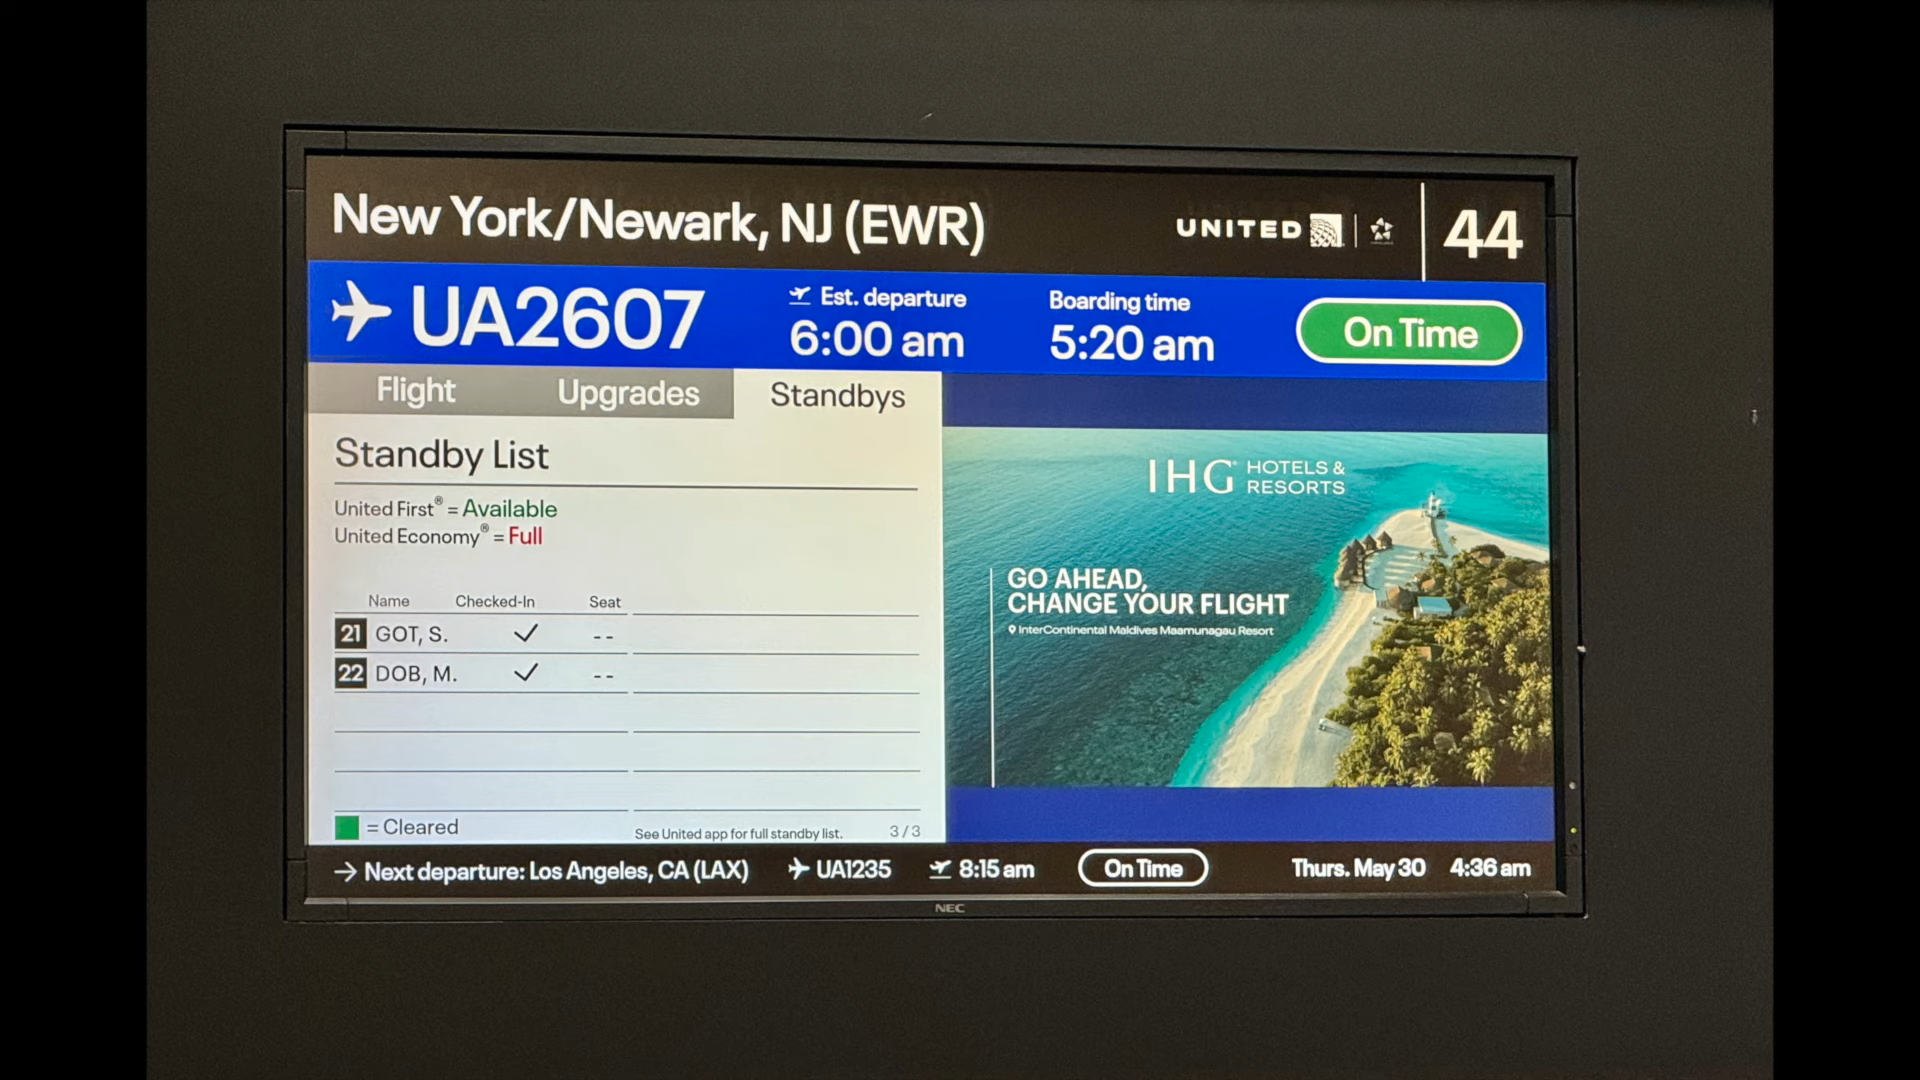 New York/Newark, NJ (EWR)
UNITED
44
UA2607
Est. departure
6:00 am
Boarding time
5:20 am
On Time
Flight Upgrades Standbys
Standby List
United First® = Available
United Economy® = Full
Name Checked-In Seat
21 GOT, S. ✓ --
22 DOB, M. ✓ --
= Cleared
See United app for full standby list. 3/3
IHG® HOTELS &
RESORTS
GO AHEAD,
CHANGE YOUR FLIGHT
InterContinental Maldives Maamunagau Resort
→ Next departure: Los Angeles, CA (LAX) UA1235 8:15 am On Time Thurs. May 30 4:36 am
NEC